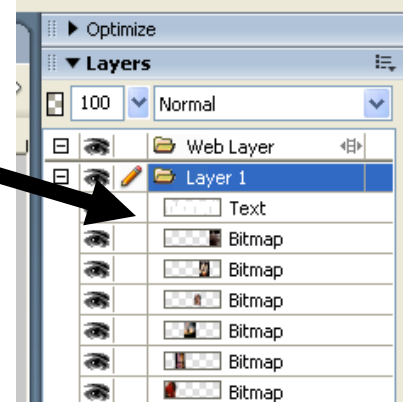 Optimize
Layers
100 Normal
Web Layer
Layer 1
Text
Bitmap
Bitmap
Bitmap
Bitmap
Bitmap
Bitmap